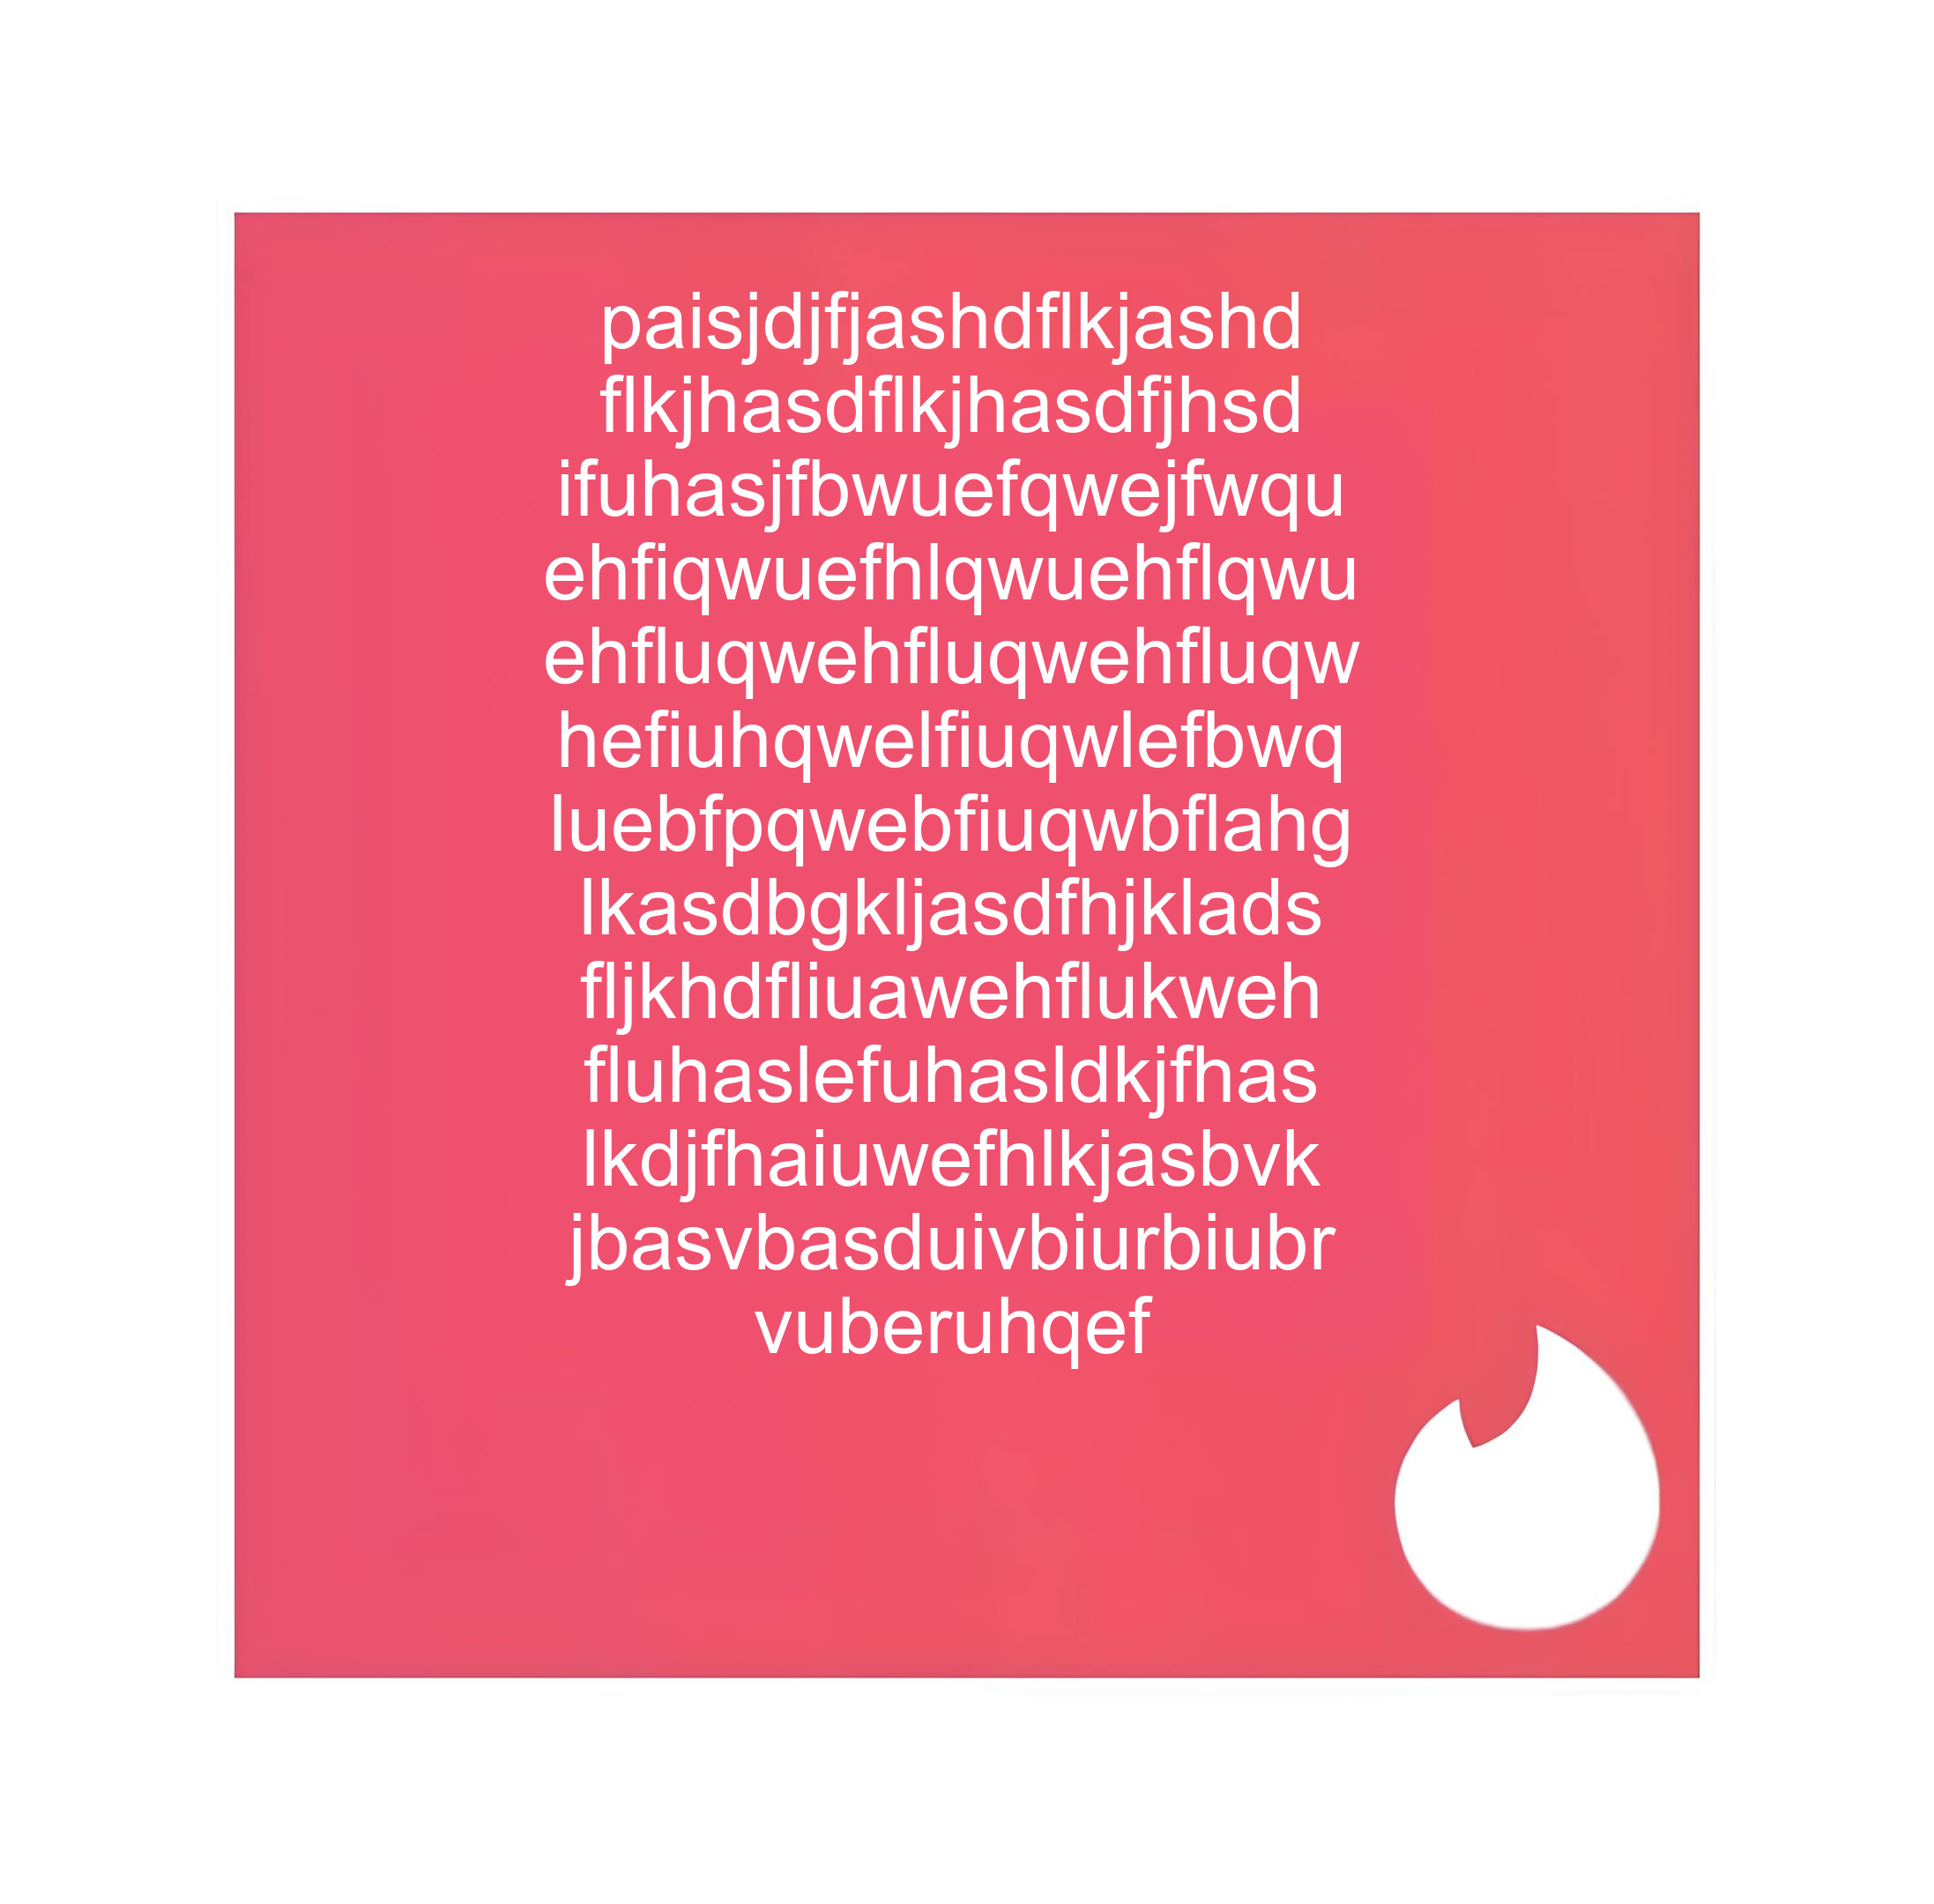 paisjdjfjashdflkjashd
flkjhasdflkjhasdfjhsd
ifuhasjfbwuefqwejfwqu
ehfiqwuefhlqwuehflqwu
ehfluqwehfluqwehfluqw
hefiuhqwelfiuqwlefbwq
luebfpqwebfiuqwbflahg
lkasdbgkljasdfhjklads
fljkhdfliuawehflukweh
fluhaslefuhasldkjfhas
lkdjfhaiuwefhlkjasbvk
jbasvbasduivbiurbiubr
vuberuhqef